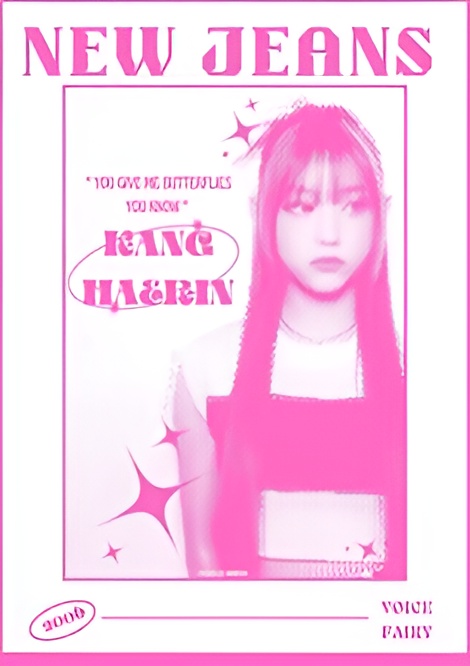 NEW JEANS
"YOU GIVE ME BUTTERFLIES
YOU KNOW"
KANG
HAERIN
2006
VOICE
FAIRY